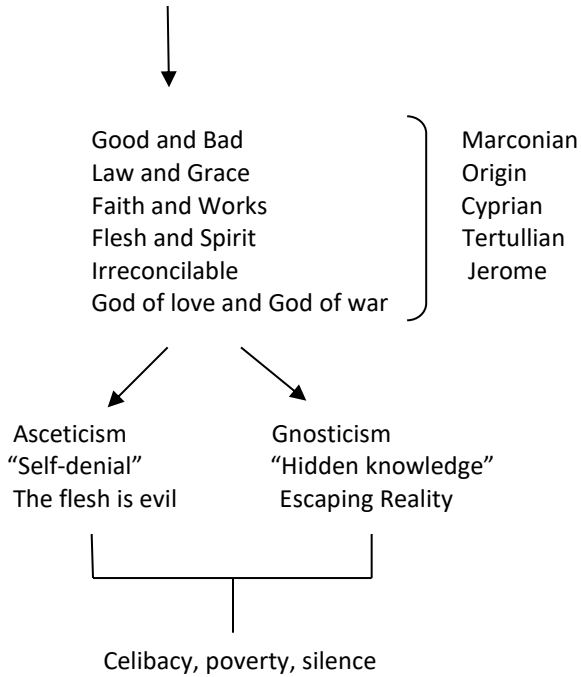 Good and Bad
Law and Grace
Faith and Works
Flesh and Spirit
Irreconcilable
God of love and God of war
Marconian
Origin
Cyprian
Tertullian
Jerome
Asceticism
“Self-denial”
The flesh is evil
Gnosticism
“Hidden knowledge”
Escaping Reality
Celibacy, poverty, silence